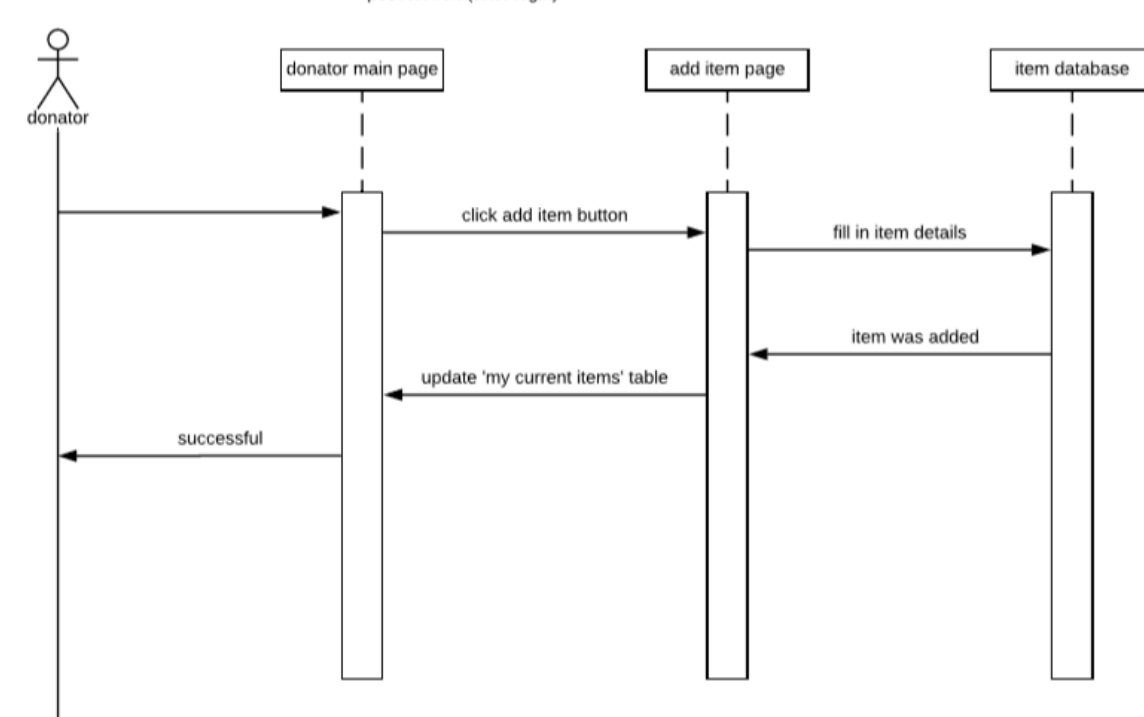 donator main page
add item page
item database
donator
click add item button
fill in item details
item was added
update 'my current items' table
successful